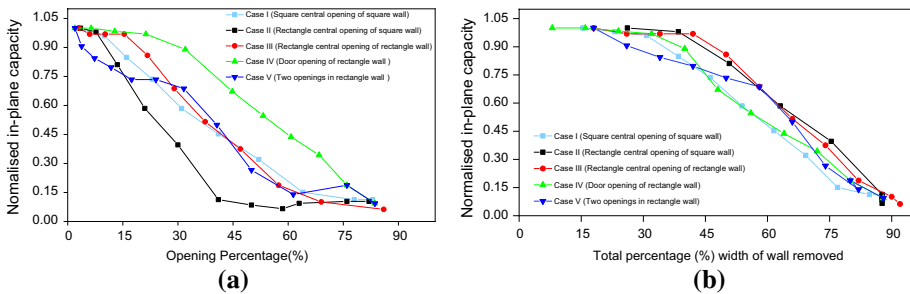 Case I (Square central opening of square wall)
Case II (Rectangle central opening of square wall)
Case III (Rectangle central opening of rectangle wall)
Case IV (Door opening of rectangle wall)
Case V (Two openings in rectangle wall )
Normalised in-plane capacity
1.05
0.90
0.75
0.60
0.45
0.30
0.15
0.00
0 15 30 45 60 75 90
Opening Percentage(%)
(a)
Case I (Square central opening of square wall)
Case II (Rectangle central opening of square wall)
Case III (Rectangle central opening of rectangle wall)
Case IV (Door opening of rectangle wall)
Case V (Two openings in rectangle wall)
Normalised in-plane capacity
1.05
0.90
0.75
0.60
0.45
0.30
0.15
0.00
0 15 30 45 60 75 90
Total percentage (%) width of wall removed
(b)